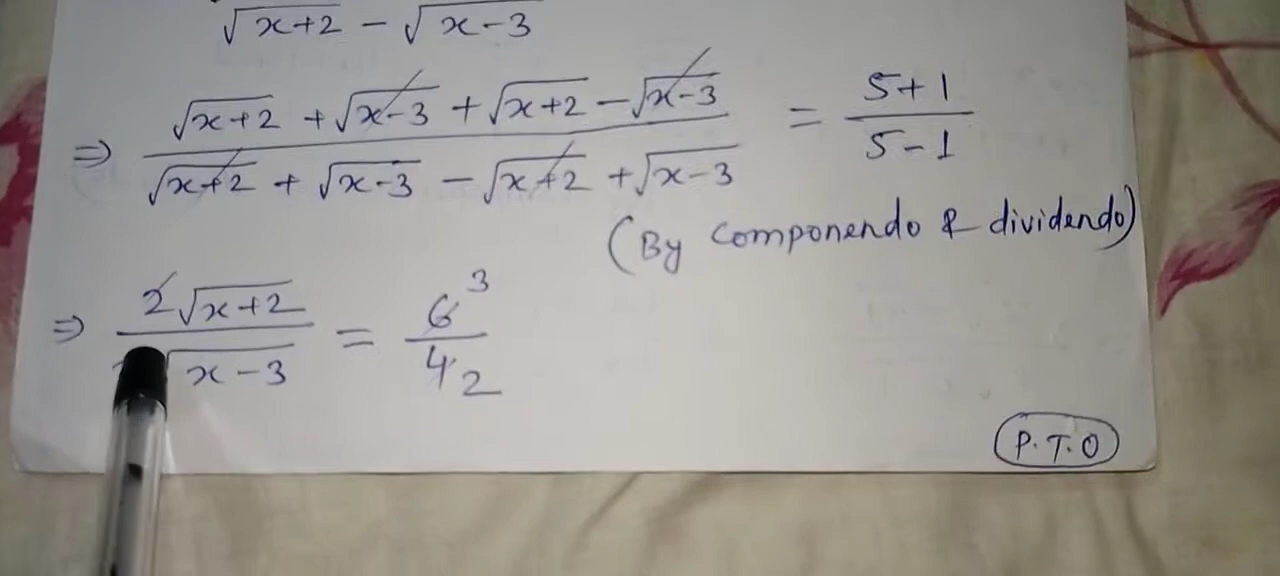 √x+2 − √x−3
⇒ √x+2 + √x−3 + √x+2 − √x−3 / √x+2 + √x−3 − √x+2 + √x−3 = 5+1 / 5−1
(By componendo & dividendo)
⇒ 2√x+2 / √x−3 = 6 3 / 4 2
P.T.O